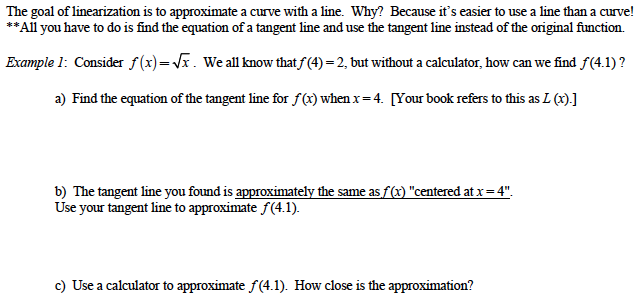 The goal of linearization is to approximate a curve with a line. Why? Because it's easier to use a line than a curve!
**All you have to do is find the equation of a tangent line and use the tangent line instead of the original function.
Example 1: Consider f(x)=√x. We all know that f(4)=2, but without a calculator, how can we find f(4.1)?
a) Find the equation of the tangent line for f(x) when x=4. [Your book refers to this as L (x).]
b) The tangent line you found is approximately the same as f(x) "centered at x=4".
Use your tangent line to approximate f(4.1).
c) Use a calculator to approximate f(4.1). How close is the approximation?